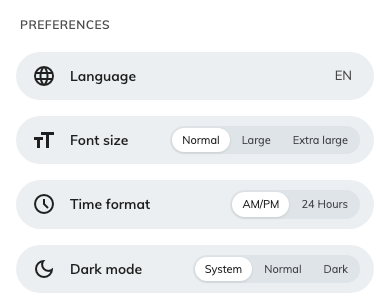 PREFERENCES
Language EN
Font size Normal Large Extra large
Time format AM/PM 24 Hours
Dark mode System Normal Dark